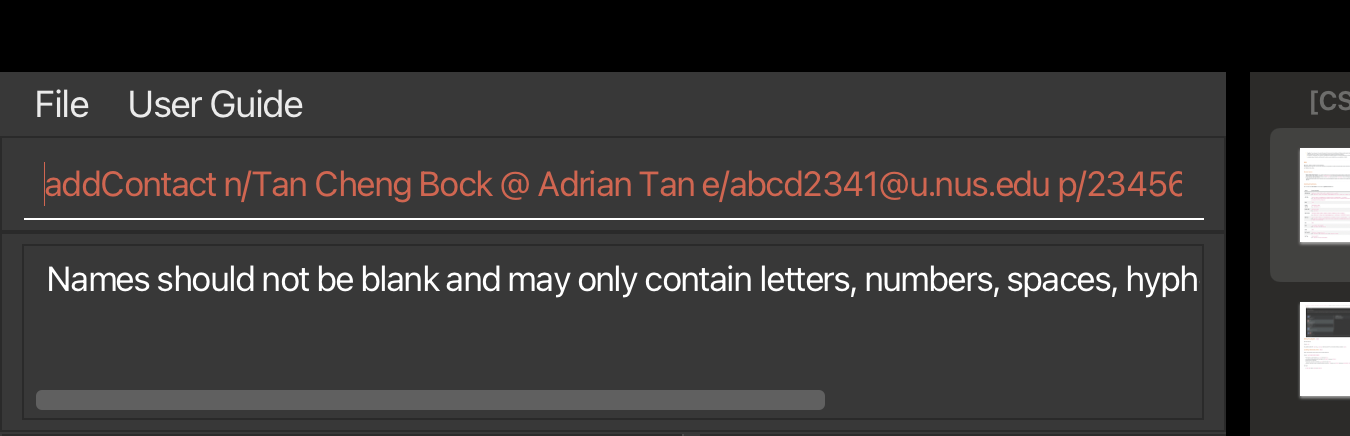 File User Guide
[CS
addContact n/Tan Cheng Bock @ Adrian Tan e/abcd2341@u.nus.edu p/23456
Names should not be blank and may only contain letters, numbers, spaces, hyph